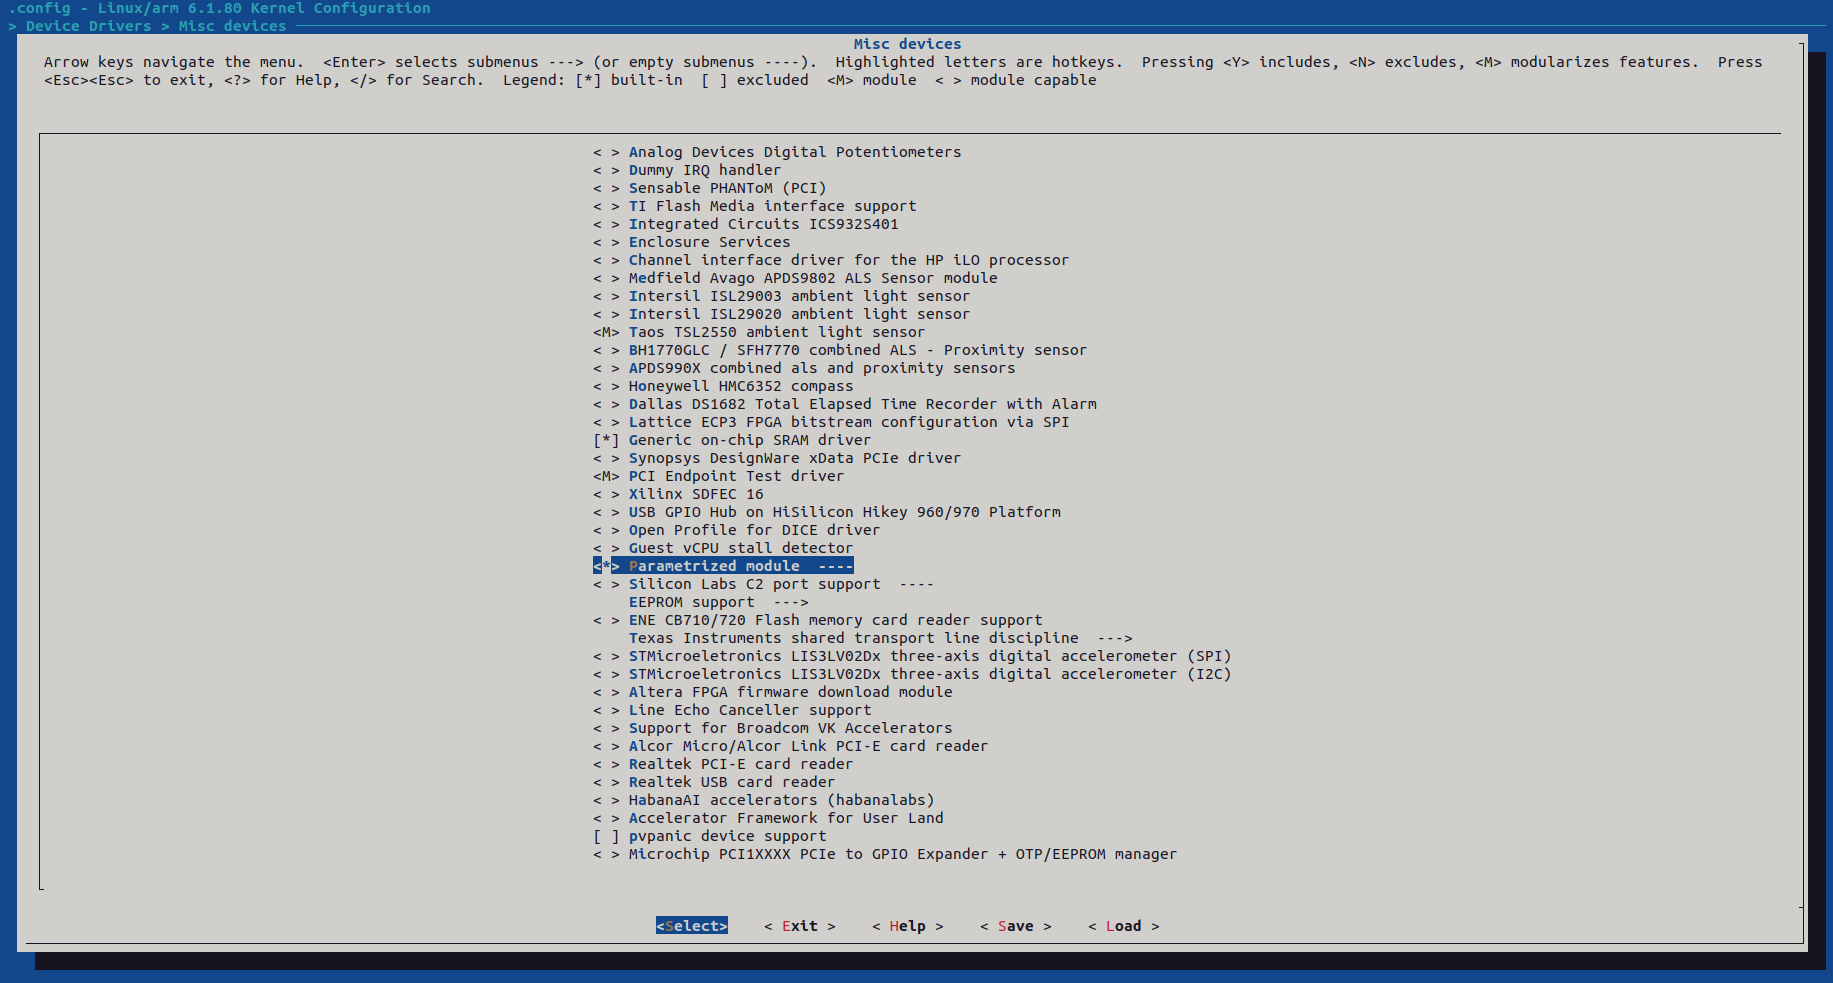 .config - Linux/arm 6.1.80 Kernel Configuration
> Device Drivers > Misc devices
Misc devices
Arrow keys navigate the menu.  <Enter> selects submenus ---> (or empty submenus ----).  Highlighted letters are hotkeys.  Pressing <Y> includes, <N> excludes, <M> modularizes features.  Press
<Esc><Esc> to exit, <?> for Help, </> for Search.  Legend: [*] built-in  [ ] excluded  <M> module  < > module capable
< > Analog Devices Digital Potentiometers
< > Dummy IRQ handler
< > Sensable PHANToM (PCI)
< > TI Flash Media interface support
< > Integrated Circuits ICS932S401
< > Enclosure Services
< > Channel interface driver for the HP iLO processor
< > Medfield Avago APDS9802 ALS Sensor module
< > Intersil ISL29003 ambient light sensor
< > Intersil ISL29020 ambient light sensor
<M> Taos TSL2550 ambient light sensor
< > BH1770GLC / SFH7770 combined ALS - Proximity sensor
< > APDS990X combined als and proximity sensors
< > Honeywell HMC6352 compass
< > Dallas DS1682 Total Elapsed Time Recorder with Alarm
< > Lattice ECP3 FPGA bitstream configuration via SPI
[*] Generic on-chip SRAM driver
< > Synopsys DesignWare xData PCIe driver
<M> PCI Endpoint Test driver
< > Xilinx SDFEC 16
< > USB GPIO Hub on HiSilicon Hikey 960/970 Platform
< > Open Profile for DICE driver
< > Guest vCPU stall detector
<*> Parametrized module  ----
< > Silicon Labs C2 port support  ----
EEPROM support  --->
< > ENE CB710/720 Flash memory card reader support
Texas Instruments shared transport line discipline  --->
< > STMicroeletronics LIS3LV02Dx three-axis digital accelerometer (SPI)
< > STMicroeletronics LIS3LV02Dx three-axis digital accelerometer (I2C)
< > Altera FPGA firmware download module
< > Line Echo Canceller support
< > Support for Broadcom VK Accelerators
< > Alcor Micro/Alcor Link PCI-E card reader
< > Realtek PCI-E card reader
< > Realtek USB card reader
< > HabanaAI accelerators (habanalabs)
< > Accelerator Framework for User Land
[ ] pvpanic device support
< > Microchip PCI1XXXX PCIe to GPIO Expander + OTP/EEPROM manager
<Select>    < Exit >    < Help >    < Save >    < Load >